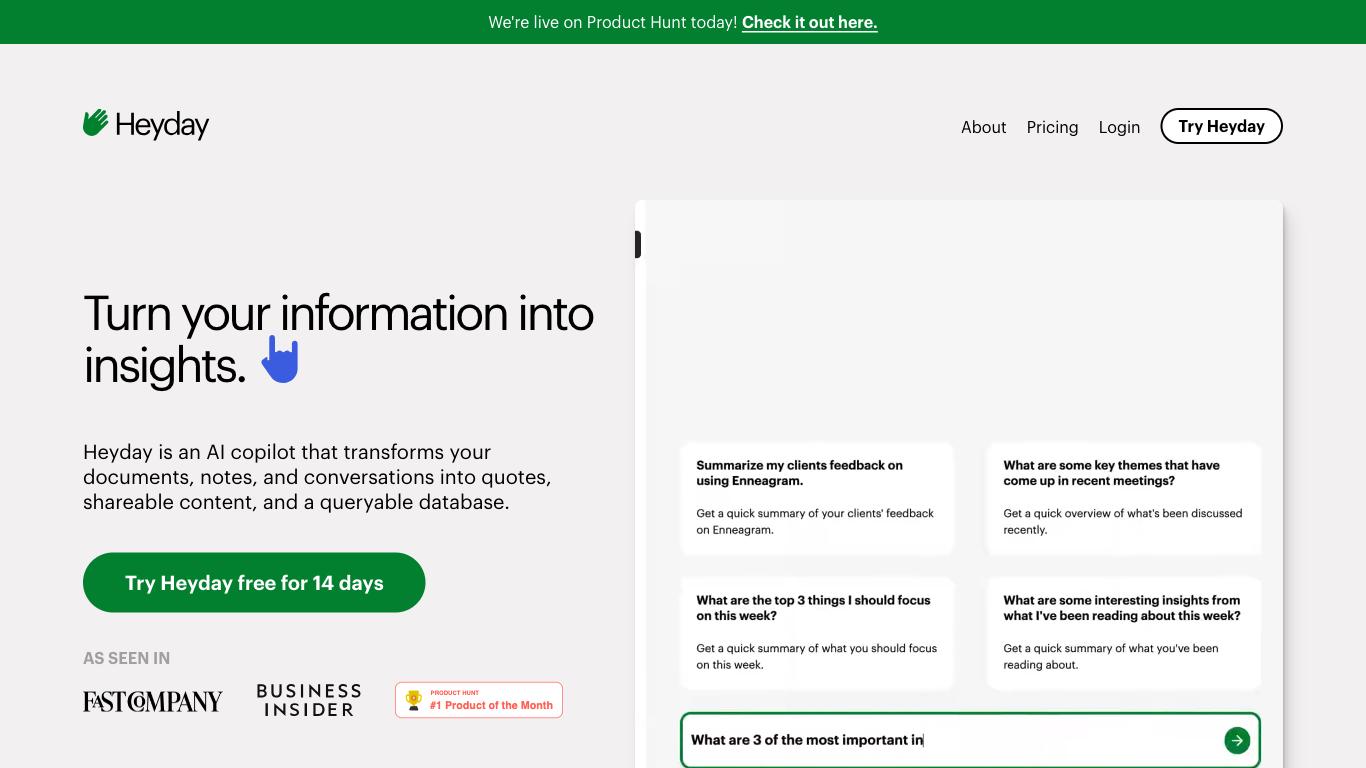 We're live on Product Hunt today! Check it out here.
Heyday
About Pricing Login Try Heyday
Turn your information into
insights.
Heyday is an AI copilot that transforms your
documents, notes, and conversations into quotes,
shareable content, and a queryable database.
Try Heyday free for 14 days
AS SEEN IN
FAST COMPANY
BUSINESS
INSIDER
PRODUCT HUNT
#1 Product of the Month
Summarize my clients feedback on
using Enneagram.
Get a quick summary of your clients' feedback
on Enneagram.
What are some key themes that have
come up in recent meetings?
Get a quick overview of what's been discussed
recently.
What are the top 3 things I should focus
on this week?
Get a quick summary of what you should focus
on this week.
What are some interesting insights from
what I've been reading about this week?
Get a quick summary of what you've been
reading about.
What are 3 of the most important in